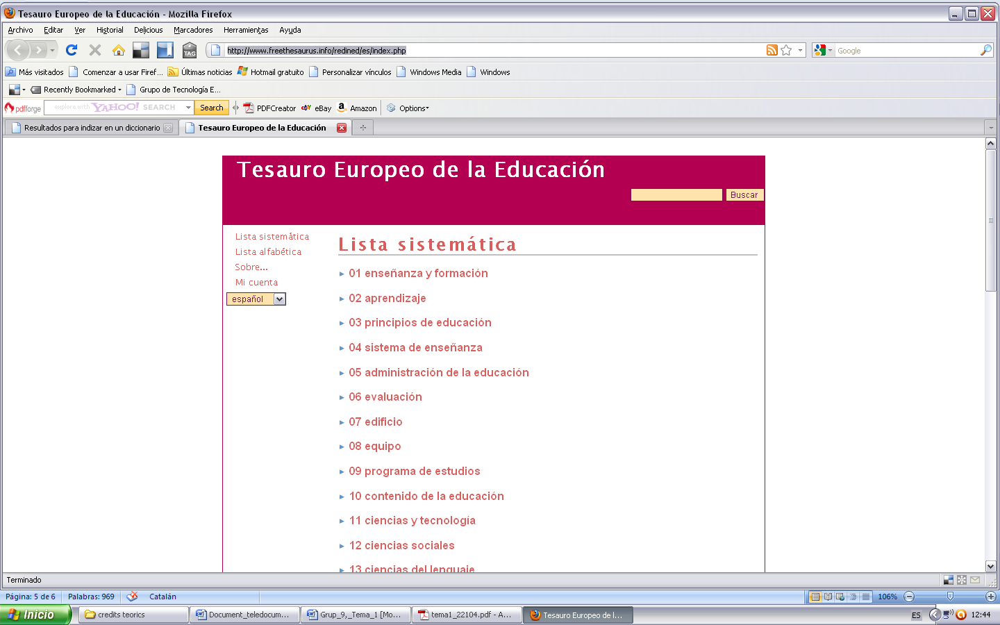 Tesauro Europeo de la Educación - Mozilla Firefox
Archivo Editar Ver Historial Delicious Marcadores Herramientas Ayuda
TAG http://www.freethesaurus.info/redined/es/index.php Google
Más visitados Comenzar a usar Firef... Últimas noticias Hotmail gratuito Personalizar vínculos Windows Media Windows
Recently Bookmarked Grupo de Tecnología E...
pdfforge explore with YAHOO! SEARCH Search PDFCreator eBay Amazon Options
Resultados para indizar en un diccionario Tesauro Europeo de la Educación
Tesauro Europeo de la Educación
Buscar
Lista sistemática
Lista alfabética
Sobre...
Mi cuenta
español
Lista sistemática
01 enseñanza y formación
02 aprendizaje
03 principios de educación
04 sistema de enseñanza
05 administración de la educación
06 evaluación
07 edificio
08 equipo
09 programa de estudios
10 contenido de la educación
11 ciencias y tecnología
12 ciencias sociales
13 ciencias del lenguaje
Terminado
Página: 5 de 6 Palabras: 969 Catalán 106%
Inicio credits teorics Document_teledocum... Grup_9,_Tema_1 [Mo... tema1_22104.pdf - A... Tesauro Europeo de l... ES 12:44